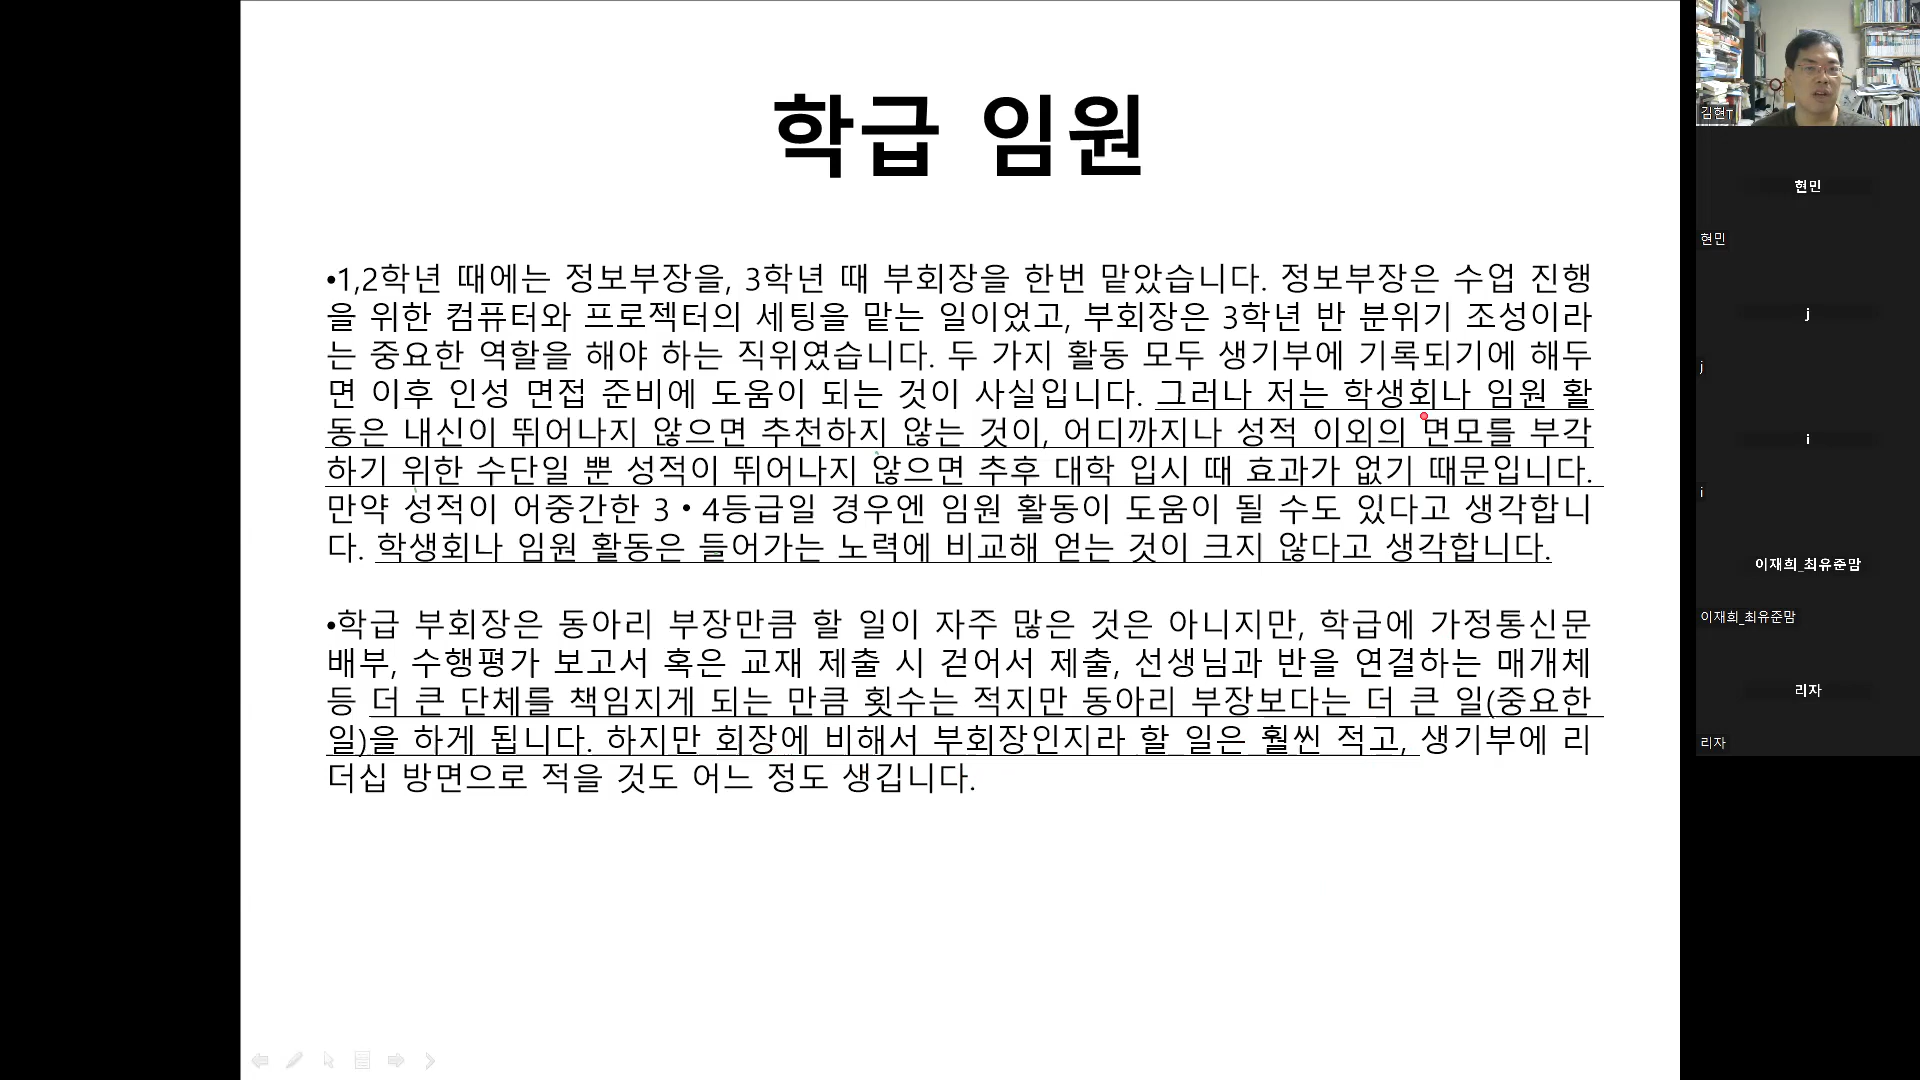 학급 임원
•1,2학년 때에는 정보부장을, 3학년 때 부회장을 한번 맡았습니다. 정보부장은 수업 진행
을 위한 컴퓨터와 프로젝터의 세팅을 맡는 일이었고, 부회장은 3학년 반 분위기 조성이라
는 중요한 역할을 해야 하는 직위였습니다. 두 가지 활동 모두 생기부에 기록되기에 해두
면 이후 인성 면접 준비에 도움이 되는 것이 사실입니다. 그러나 저는 학생회나 임원 활
동은 내신이 뛰어나지 않으면 추천하지 않는 것이, 어디까지나 성적 이외의 면모를 부각
하기 위한 수단일 뿐 성적이 뛰어나지 않으면 추후 대학 입시 때 효과가 없기 때문입니다.
만약 성적이 어중간한 3・4등급일 경우엔 임원 활동이 도움이 될 수도 있다고 생각합니
다. 학생회나 임원 활동은 들어가는 노력에 비교해 얻는 것이 크지 않다고 생각합니다.
•학급 부회장은 동아리 부장만큼 할 일이 자주 많은 것은 아니지만, 학급에 가정통신문
배부, 수행평가 보고서 혹은 교재 제출 시 걷어서 제출, 선생님과 반을 연결하는 매개체
등 더 큰 단체를 책임지게 되는 만큼 횟수는 적지만 동아리 부장보다는 더 큰 일(중요한
일)을 하게 됩니다. 하지만 회장에 비해서 부회장인지라 할 일은 훨씬 적고, 생기부에 리
더십 방면으로 적을 것도 어느 정도 생깁니다.
김현T
현민
현민
j
j
i
i
이재희_최유준맘
이재희_최유준맘
리자
리자